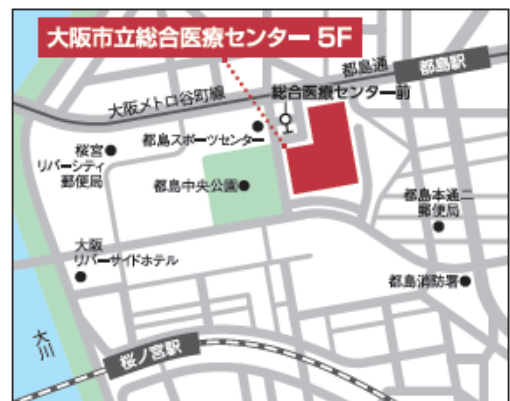 大阪市立総合医療センター 5F
都島通
都島駅
大阪メトロ谷町線
総合医療センター前
都島スポーツセンター
桜宮
リバーシティ
郵便局
都島中央公園
都島本通二
郵便局
大阪
リバーサイドホテル
都島消防署
大川
桜ノ宮駅